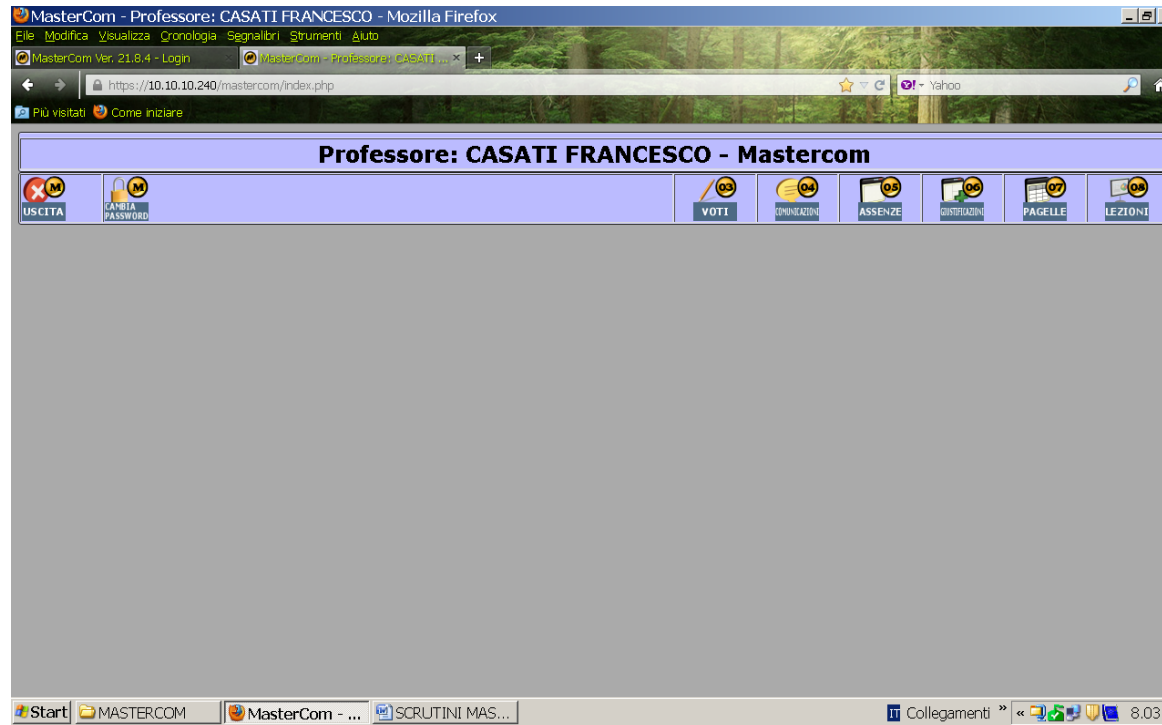 MasterCom - Professore: CASATI FRANCESCO - Mozilla Firefox
File Modifica Visualizza Cronologia Segnalibri Strumenti Aiuto
MasterCom Ver. 21.8.4 - Login
MasterCom - Professore: CASATI ...
https://10.10.10.240/mastercom/index.php
Yahoo
Più visitati Come iniziare
Professore: CASATI FRANCESCO - Mastercom
M M 03 04 05 06 07 08
USCITA CAMBIA PASSWORD VOTI COMUNICAZIONI ASSENZE GIUSTIFICAZIONI PAGELLE LEZIONI
Start MASTERCOM MasterCom - ... SCRUTINI MAS... IT Collegamenti » « 8.03